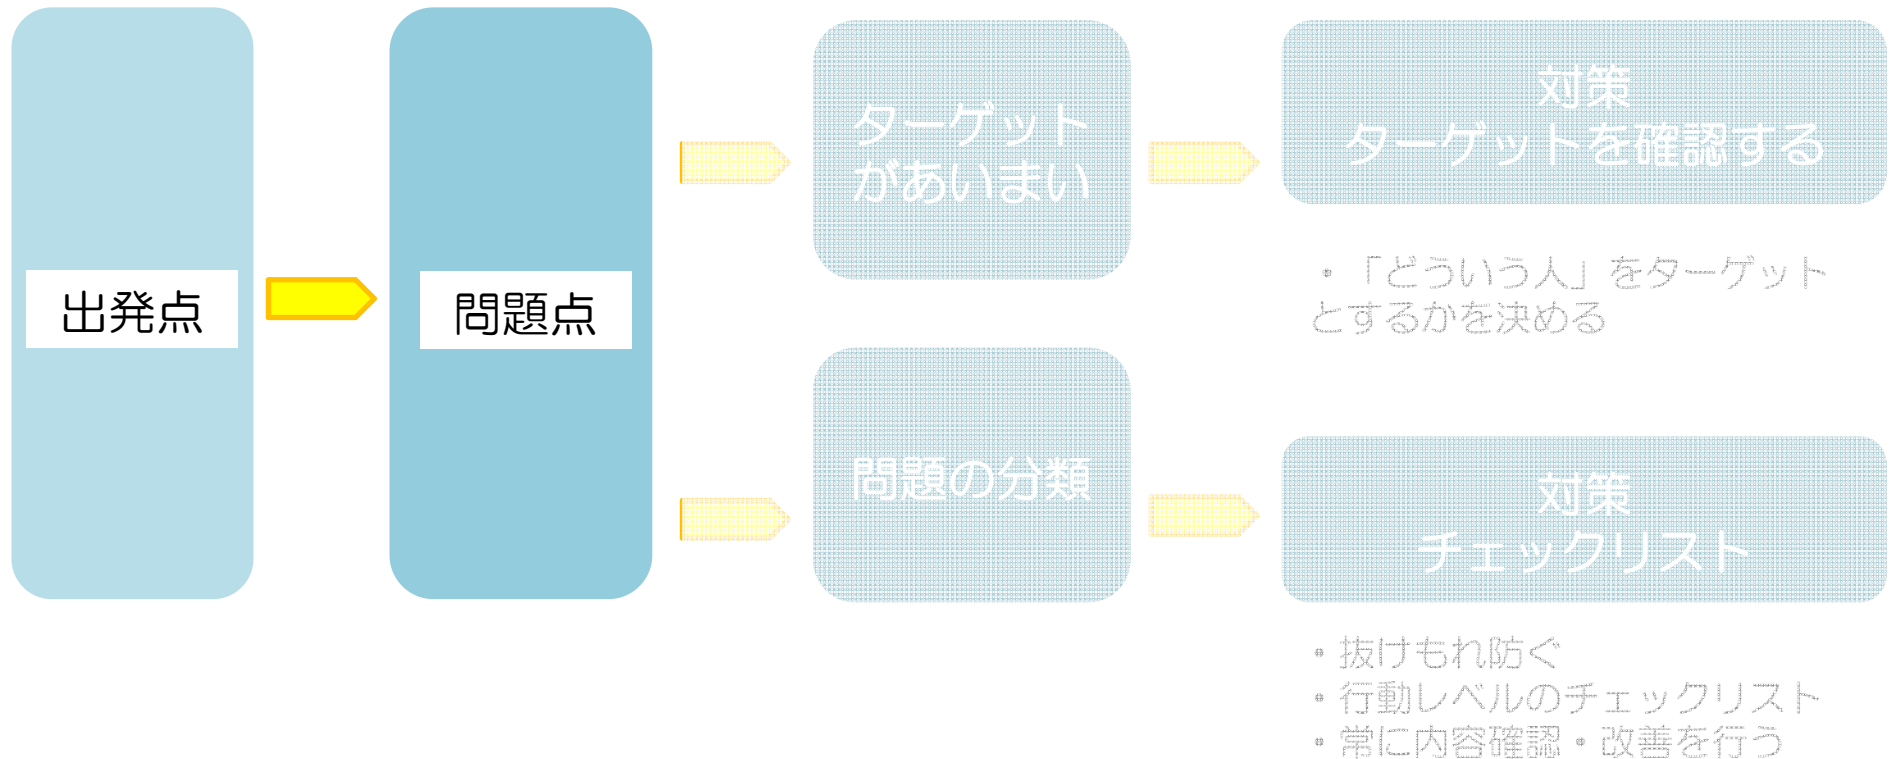 出発点
問題点
ターゲット
があいまい
対策
ターゲットを確認する
・「どういう人」をターゲット
とするかを決める
問題の分類
対策
チェックリスト
・抜けもれ防ぐ
・行動レベルのチェックリスト
・常に内容確認・改善を行う